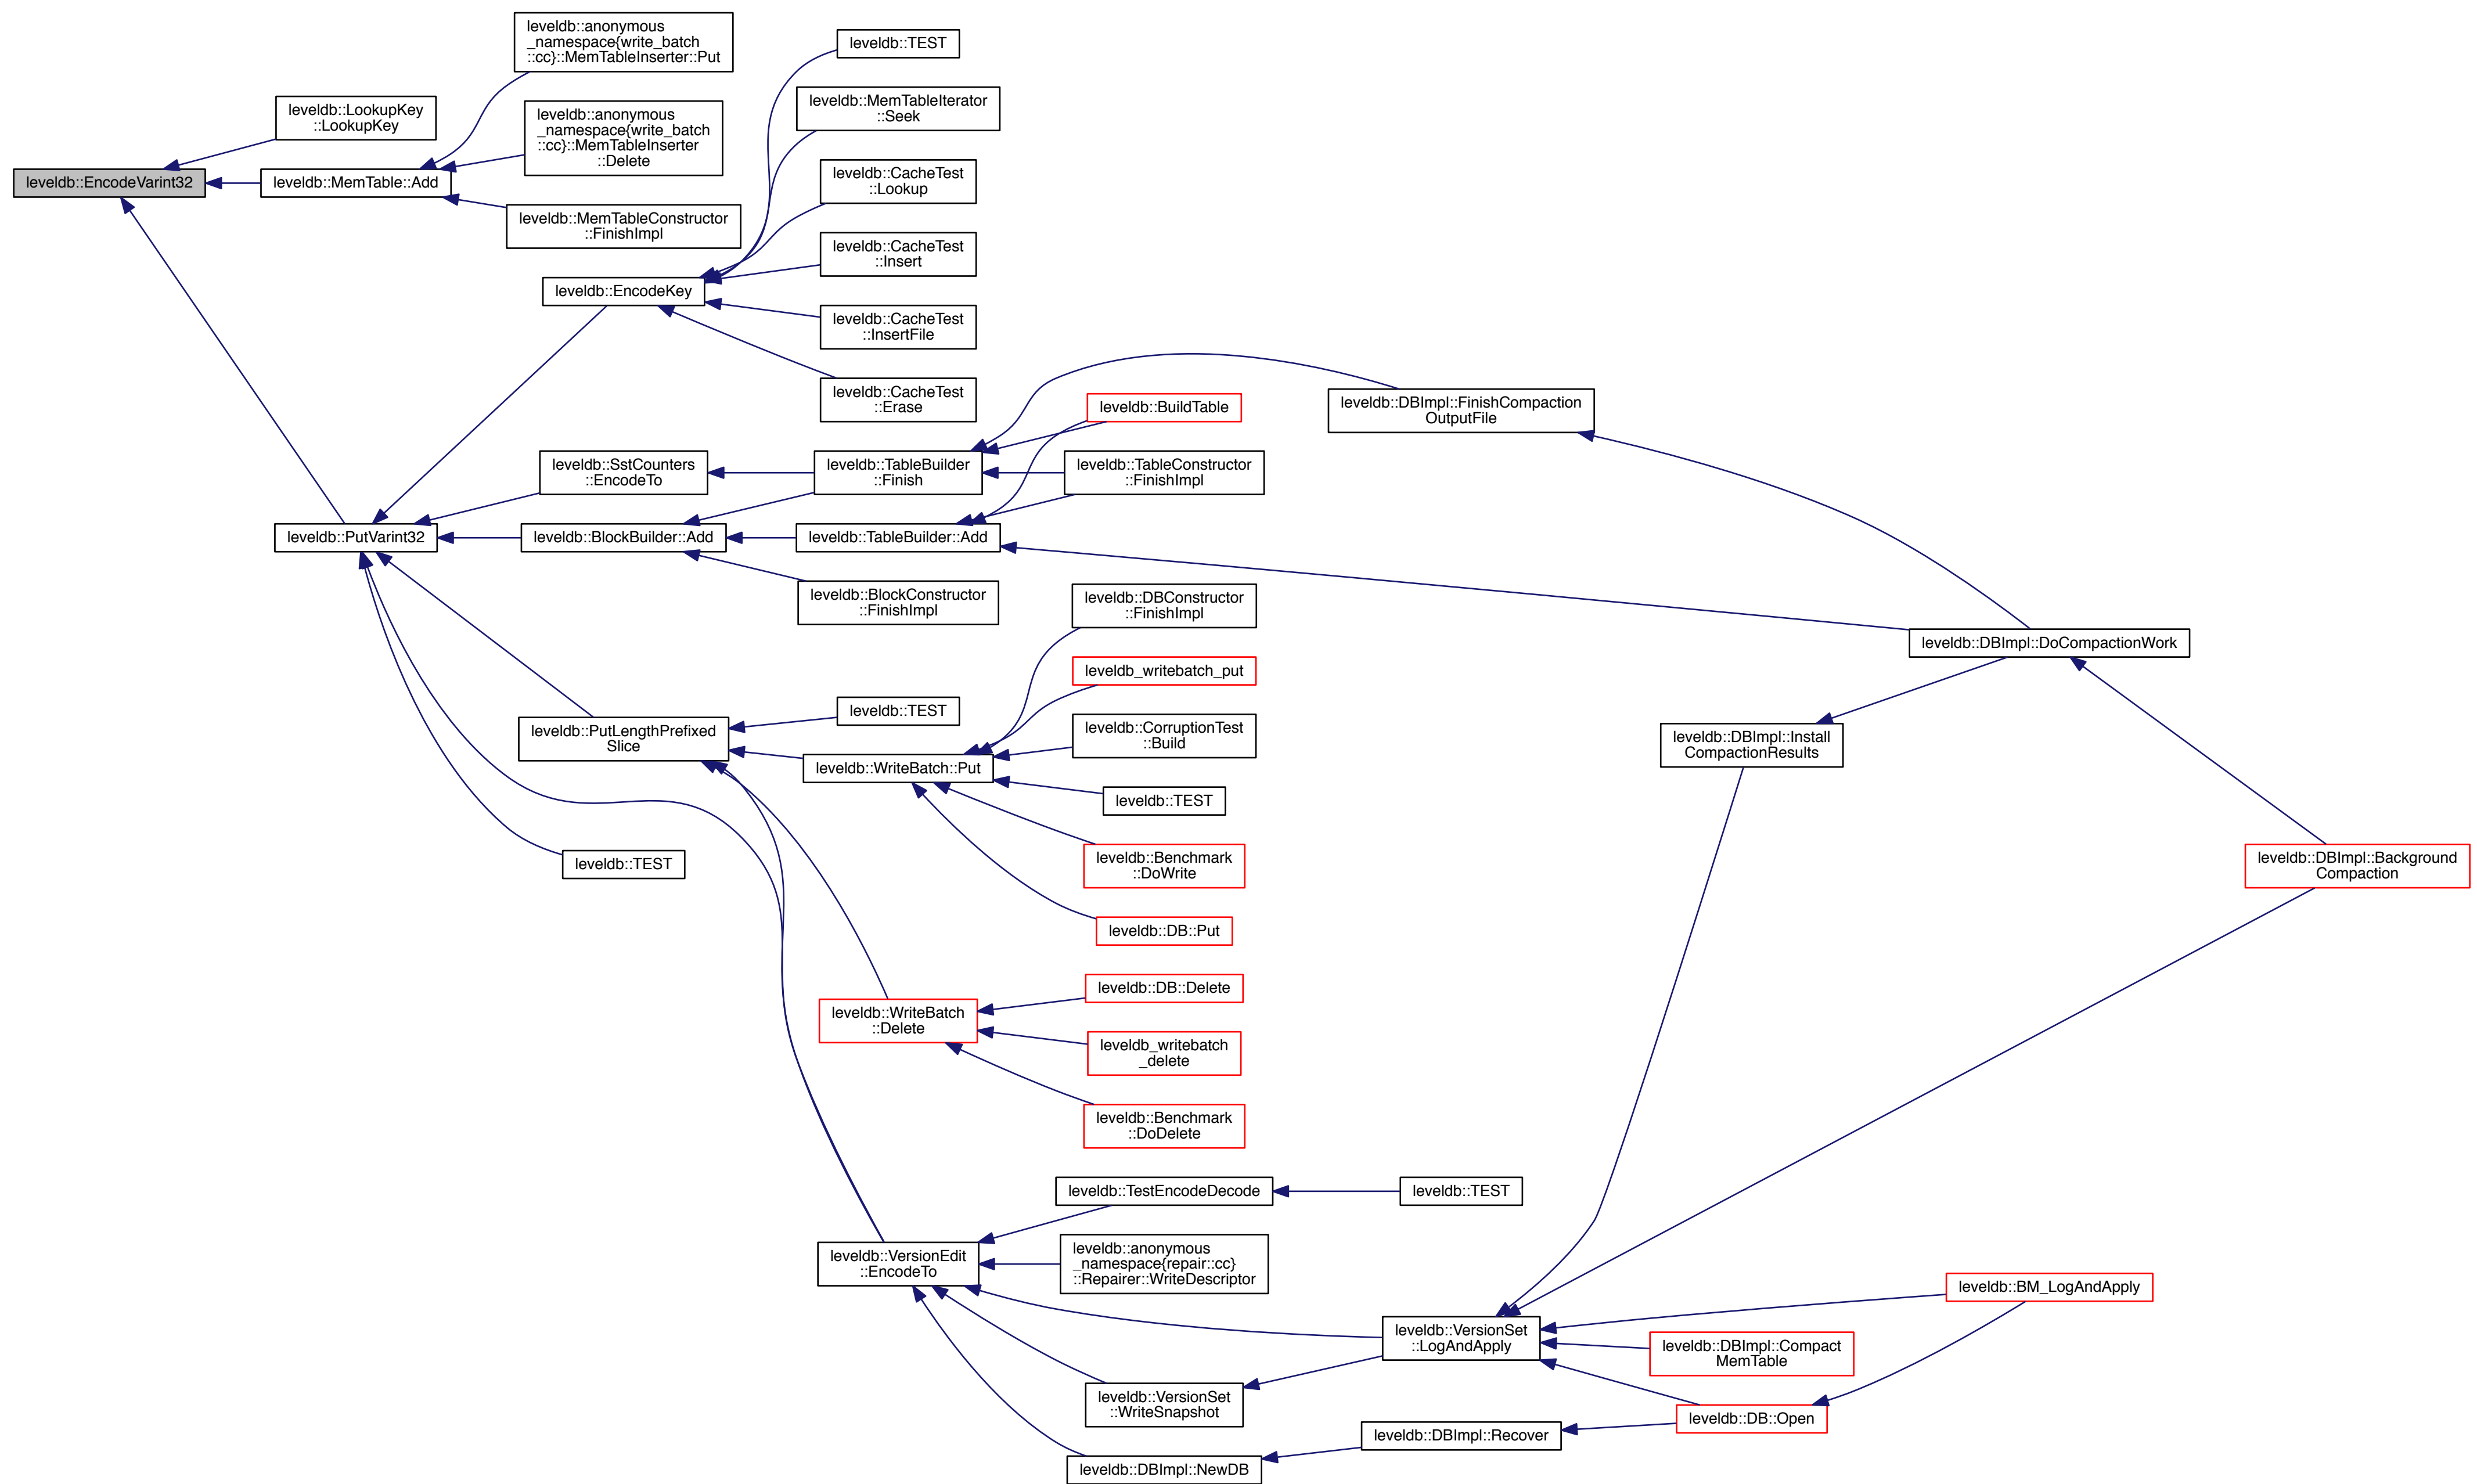 leveldb::EncodeVarint32
leveldb::LookupKey
::LookupKey
leveldb::MemTable::Add
leveldb::PutVarint32
leveldb::anonymous
_namespace{write_batch
::cc}::MemTableInserter::Put
leveldb::anonymous
_namespace{write_batch
::cc}::MemTableInserter
::Delete
leveldb::MemTableConstructor
::FinishImpl
leveldb::EncodeKey
leveldb::SstCounters
::EncodeTo
leveldb::BlockBuilder::Add
leveldb::PutLengthPrefixed
Slice
leveldb::TEST
leveldb::TEST
leveldb::MemTableIterator
::Seek
leveldb::CacheTest
::Lookup
leveldb::CacheTest
::Insert
leveldb::CacheTest
::InsertFile
leveldb::CacheTest
::Erase
leveldb::TableBuilder
::Finish
leveldb::TableBuilder::Add
leveldb::BlockConstructor
::FinishImpl
leveldb::TEST
leveldb::WriteBatch::Put
leveldb::WriteBatch
::Delete
leveldb::VersionEdit
::EncodeTo
leveldb::BuildTable
leveldb::TableConstructor
::FinishImpl
leveldb::DBConstructor
::FinishImpl
leveldb_writebatch_put
leveldb::CorruptionTest
::Build
leveldb::TEST
leveldb::Benchmark
::DoWrite
leveldb::DB::Put
leveldb::DB::Delete
leveldb_writebatch
_delete
leveldb::Benchmark
::DoDelete
leveldb::TestEncodeDecode
leveldb::anonymous
_namespace{repair::cc}
::Repairer::WriteDescriptor
leveldb::VersionSet
::WriteSnapshot
leveldb::DBImpl::NewDB
leveldb::DBImpl::FinishCompaction
OutputFile
leveldb::TEST
leveldb::VersionSet
::LogAndApply
leveldb::DBImpl::Recover
leveldb::DBImpl::Install
CompactionResults
leveldb::DBImpl::Compact
MemTable
leveldb::DB::Open
leveldb::DBImpl::DoCompactionWork
leveldb::BM_LogAndApply
leveldb::DBImpl::Background
Compaction